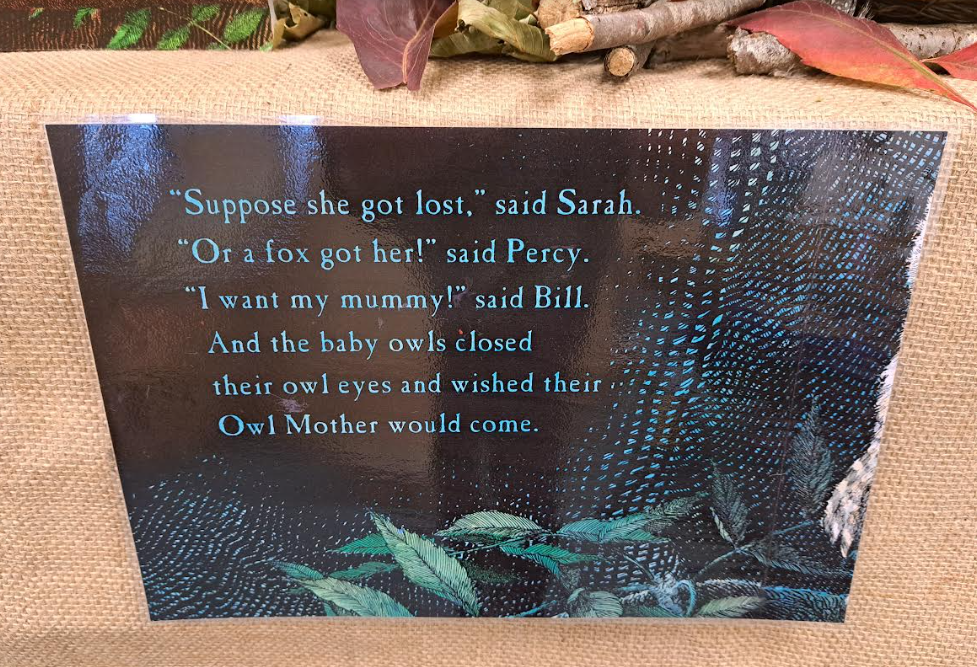 “Suppose she got lost,” said Sarah.
“Or a fox got her!” said Percy.
“I want my mummy!” said Bill.
And the baby owls closed
their owl eyes and wished their
Owl Mother would come.